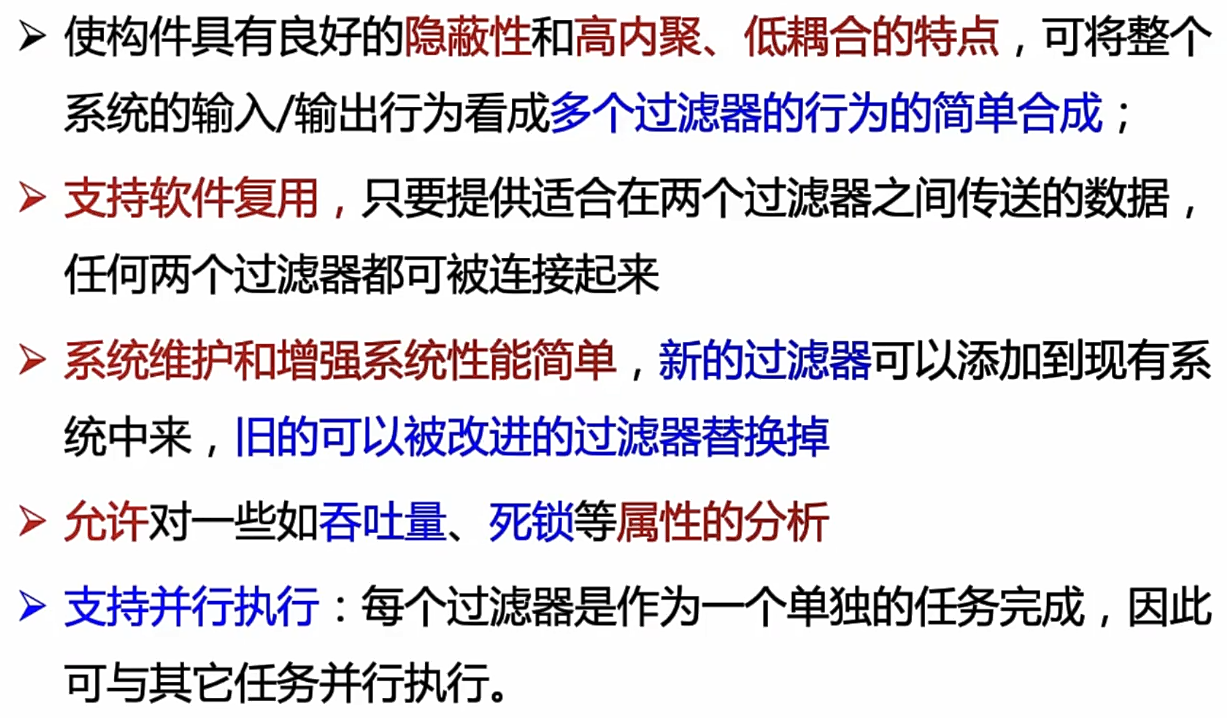 ➢ 使构件具有良好的隐蔽性和高内聚、低耦合的特点，可将整个
系统的输入/输出行为看成多个过滤器的行为的简单合成；
➢ 支持软件复用，只要提供适合在两个过滤器之间传送的数据，
任何两个过滤器都可被连接起来
➢ 系统维护和增强系统性能简单，新的过滤器可以添加到现有系
统中来，旧的可以被改进的过滤器替换掉
➢ 允许对一些如吞吐量、死锁等属性的分析
➢ 支持并行执行：每个过滤器是作为一个单独的任务完成，因此
可与其它任务并行执行。